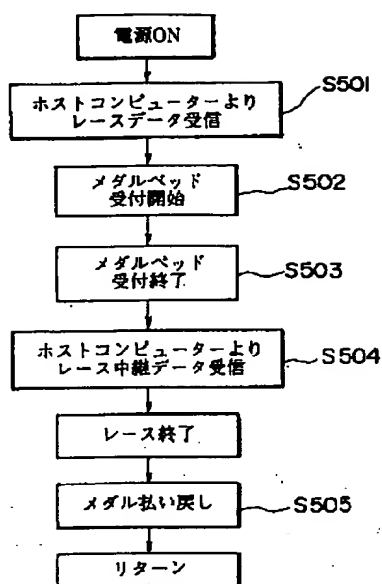 電源ON
ホストコンピューターより
レースデータ受信
S501
メダルベッド
受付開始
S502
メダルベッド
受付終了
S503
ホストコンピューターより
レース中継データ受信
S504
レース終了
メダル払い戻し
S505
リターン